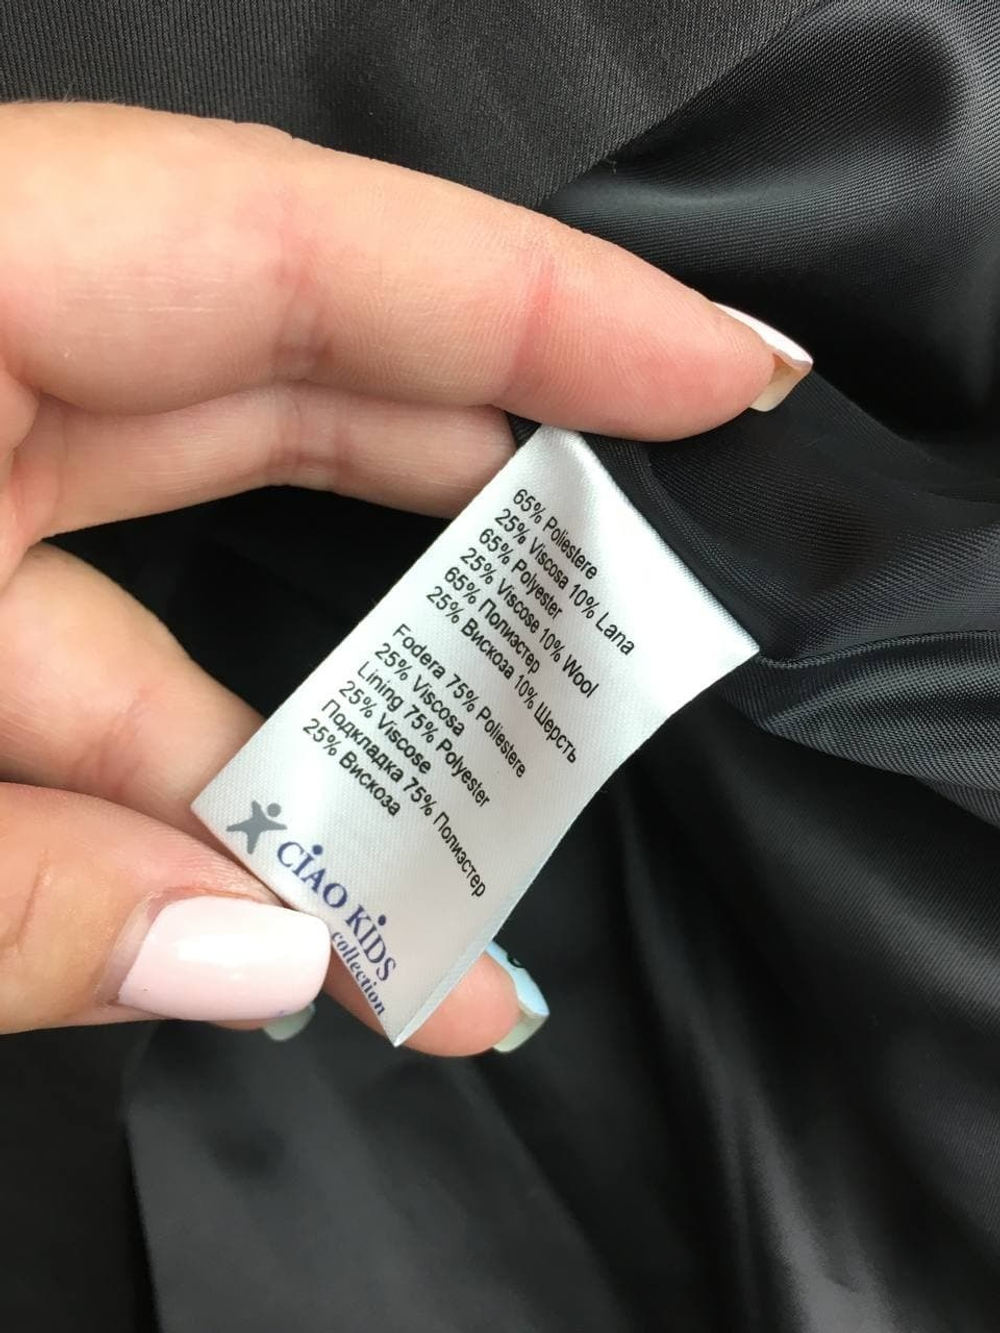 65% Poliestere
25% Viscosa 10% Lana
65% Polyester
25% Viscose 10% Wool
65% Полиэстер
25% Вискоза 10% Шерсть
Fodera 75% Poliestere
25% Viscosa
Lining 75% Polyester
25% Viscose
Подкладка 75% Полиэстер
25% Вискоза
CIAO KIDS
collection